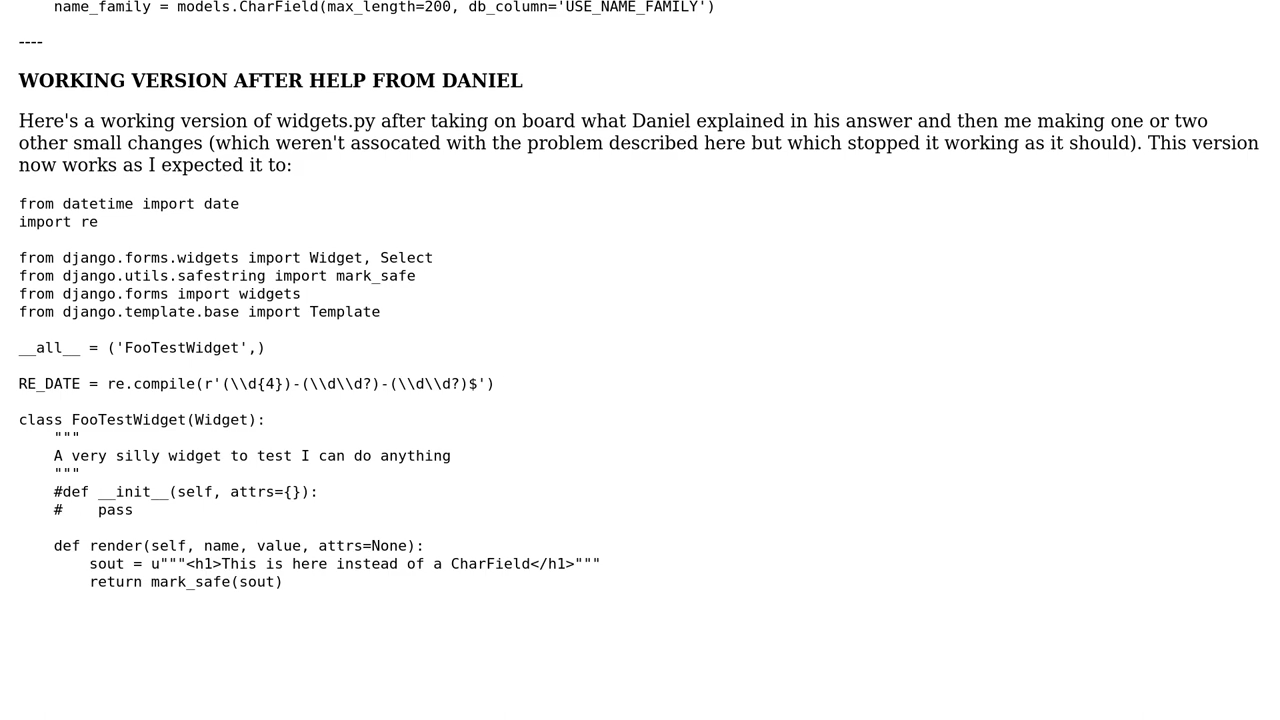 name_family = models.CharField(max_length=200, db_column='USE_NAME_FAMILY')
----
WORKING VERSION AFTER HELP FROM DANIEL
Here's a working version of widgets.py after taking on board what Daniel explained in his answer and then me making one or two
other small changes (which weren't assocated with the problem described here but which stopped it working as it should). This version
now works as I expected it to:
from datetime import date
import re
from django.forms.widgets import Widget, Select
from django.utils.safestring import mark_safe
from django.forms import widgets
from django.template.base import Template
__all__ = ('FooTestWidget',)
RE_DATE = re.compile(r'(\\d{4})-(\\d\\d?)-(\\d\\d?)$')
class FooTestWidget(Widget):
    """
    A very silly widget to test I can do anything
    """
    #def __init__(self, attrs={}):
    #    pass
    def render(self, name, value, attrs=None):
        sout = u"""<h1>This is here instead of a CharField</h1>"""
        return mark_safe(sout)